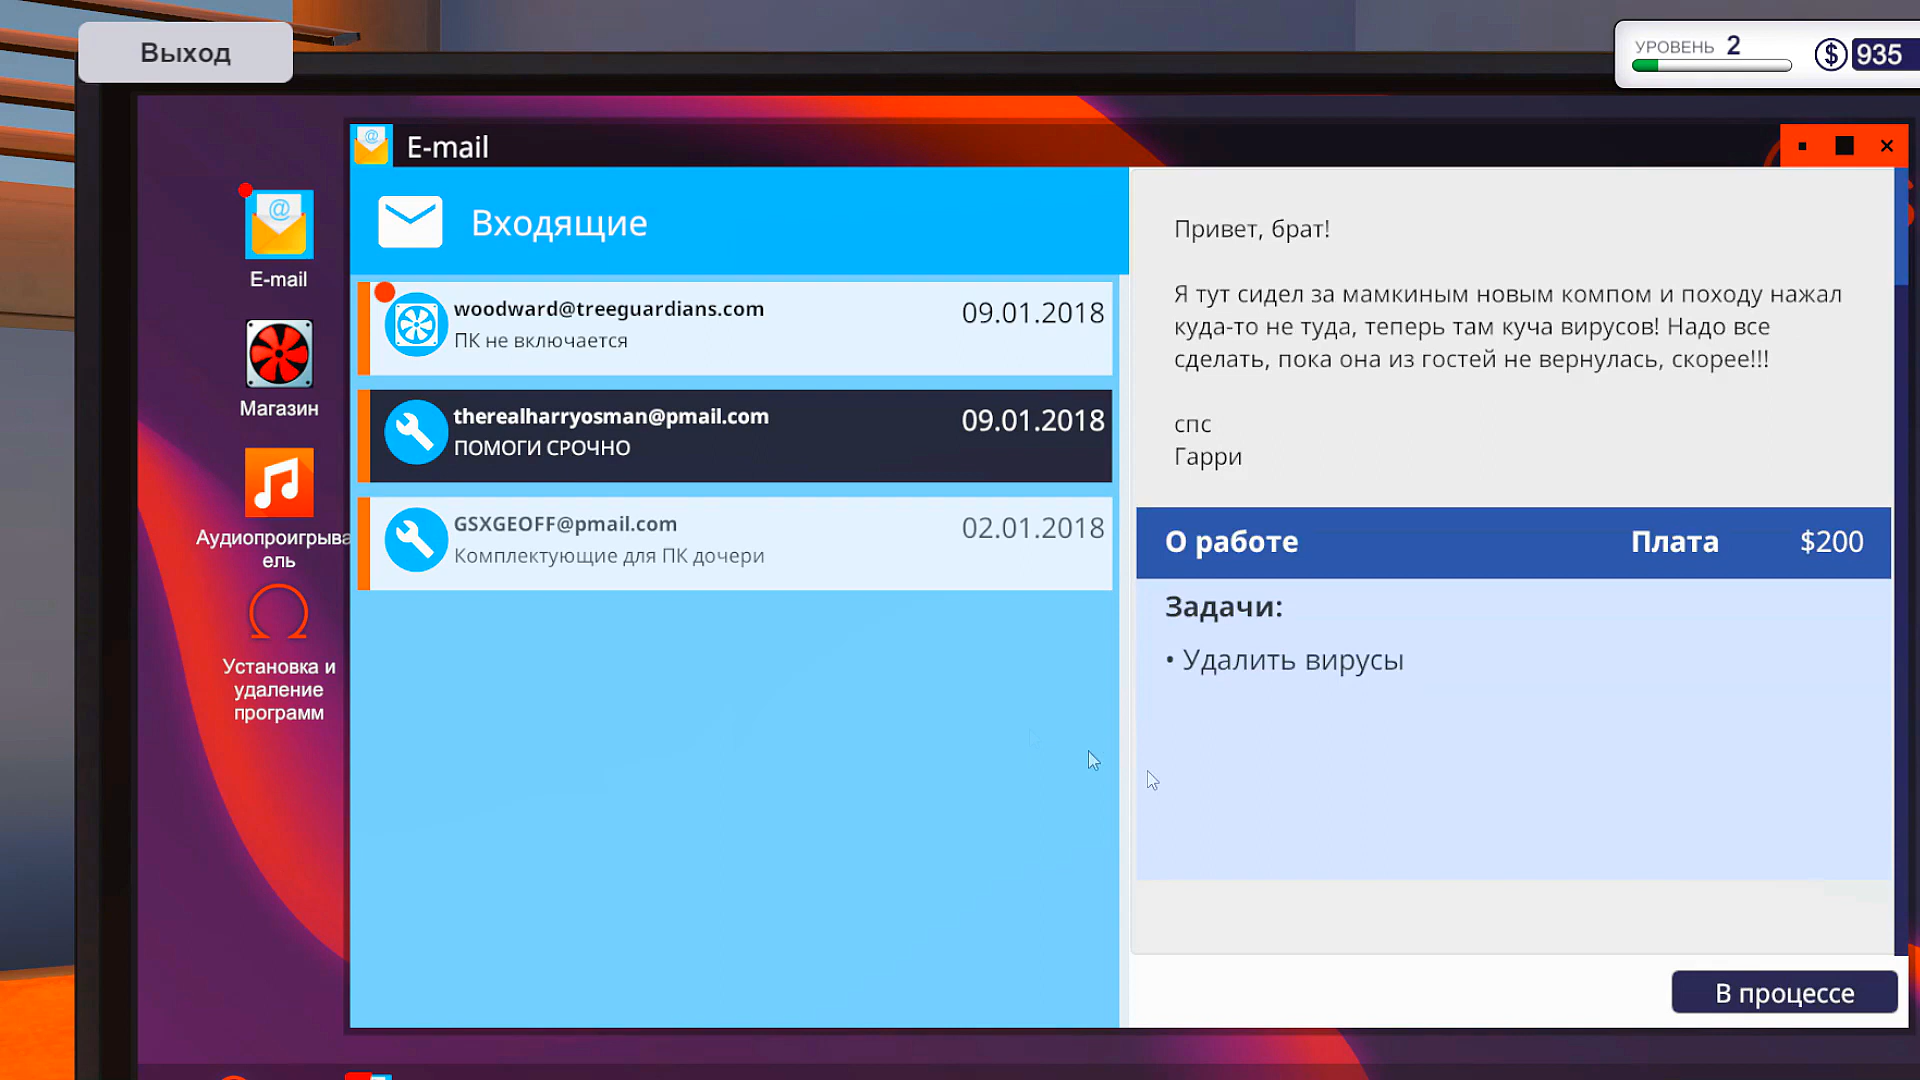 Выход
УРОВЕНЬ 2
$ 935
E-mail
E-mail
Магазин
Аудиопроигрыва
ель
Установка и
удаление
программ
Входящие
woodward@treeguardians.com
09.01.2018
ПК не включается
therealharryosman@pmail.com
09.01.2018
ПОМОГИ СРОЧНО
GSXGEOFF@pmail.com
02.01.2018
Комплектующие для ПК дочери
Привет, брат!
Я тут сидел за мамкиным новым компом и походу нажал
куда-то не туда, теперь там куча вирусов! Надо все
сделать, пока она из гостей не вернулась, скорее!!!
спс
Гарри
О работе
Плата
$200
Задачи:
• Удалить вирусы
В процессе